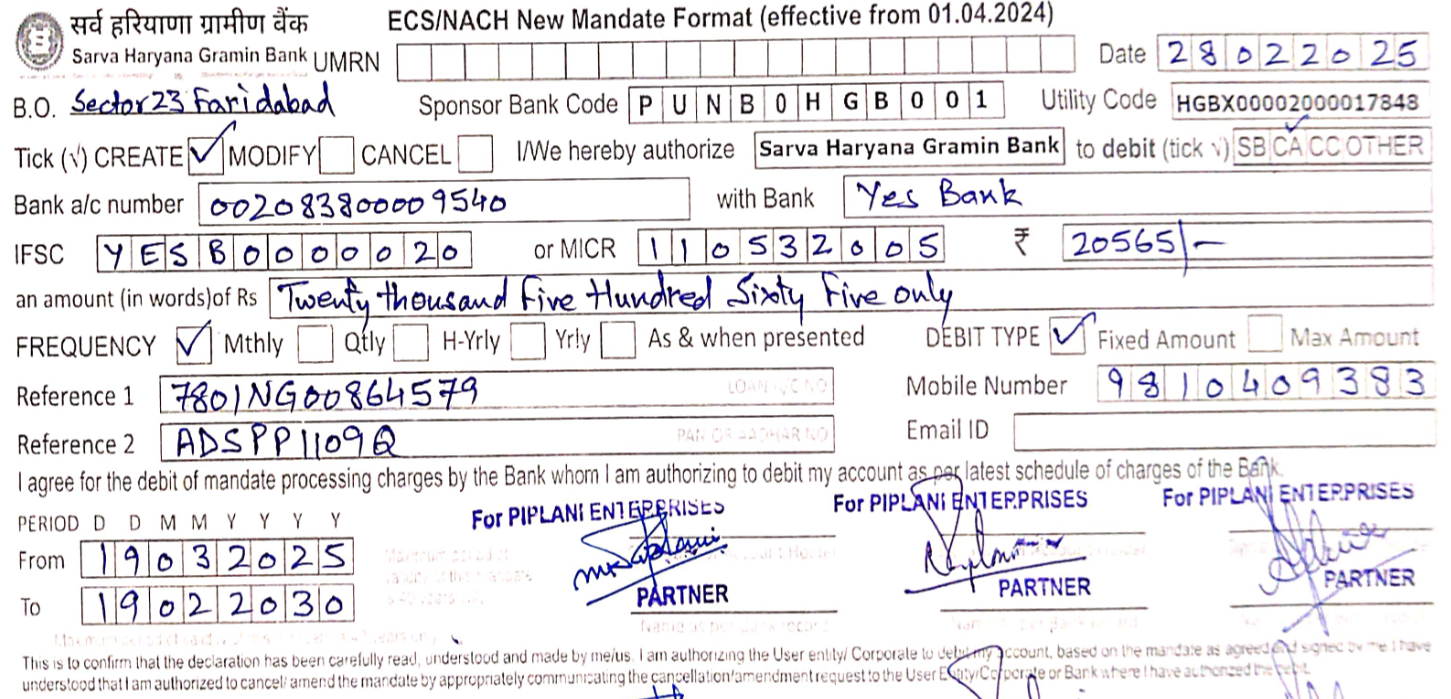 सर्व हरियाणा ग्रामीण बैंक
Sarva Haryana Gramin Bank
ECS/NACH New Mandate Format (effective from 01.04.2024)
UMRN
Date 28022025
B.O. Sector 23 Faridabad Sponsor Bank Code PUNB0HGB001 Utility Code HGBX00002000017848
Tick (√) CREATE ✓ MODIFY CANCEL I/We hereby authorize Sarva Haryana Gramin Bank to debit (tick √) SB CA ✓ CC OTHER
Bank a/c number 002083800009540 with Bank Yes Bank
IFSC YESB0000020 or MICR 110532005 ₹ 20565/-
an amount (in words)of Rs Twenty thousand Five Hundred Sixty Five only
FREQUENCY ✓ Mthly Qtly H-Yrly Yrly As & when presented DEBIT TYPE ✓ Fixed Amount Max Amount
Reference 1 7801NG00864579 LOAN A/C NO Mobile Number 9810409383
Reference 2 ADSPP1109Q PAN OR AADHAR NO Email ID
I agree for the debit of mandate processing charges by the Bank whom I am authorizing to debit my account as per latest schedule of charges of the Bank.
PERIOD D D M M Y Y Y Y
For PIPLANI ENTERPRISES For PIPLANI ENTERPRISES For PIPLANI ENTERPRISES
From 19032025
PARTNER PARTNER PARTNER
To 19022030
This is to confirm that the declaration has been carefully read, understood and made by me/us. I am authorizing the User entity/ Corporate to debit my account, based on the mandate as agreed and signed by me I have
understood that I am authorized to cancel/ amend the mandate by appropriately communicating the cancellation/amendment request to the User Entity/Corporate or Bank where I have authorized the debit.